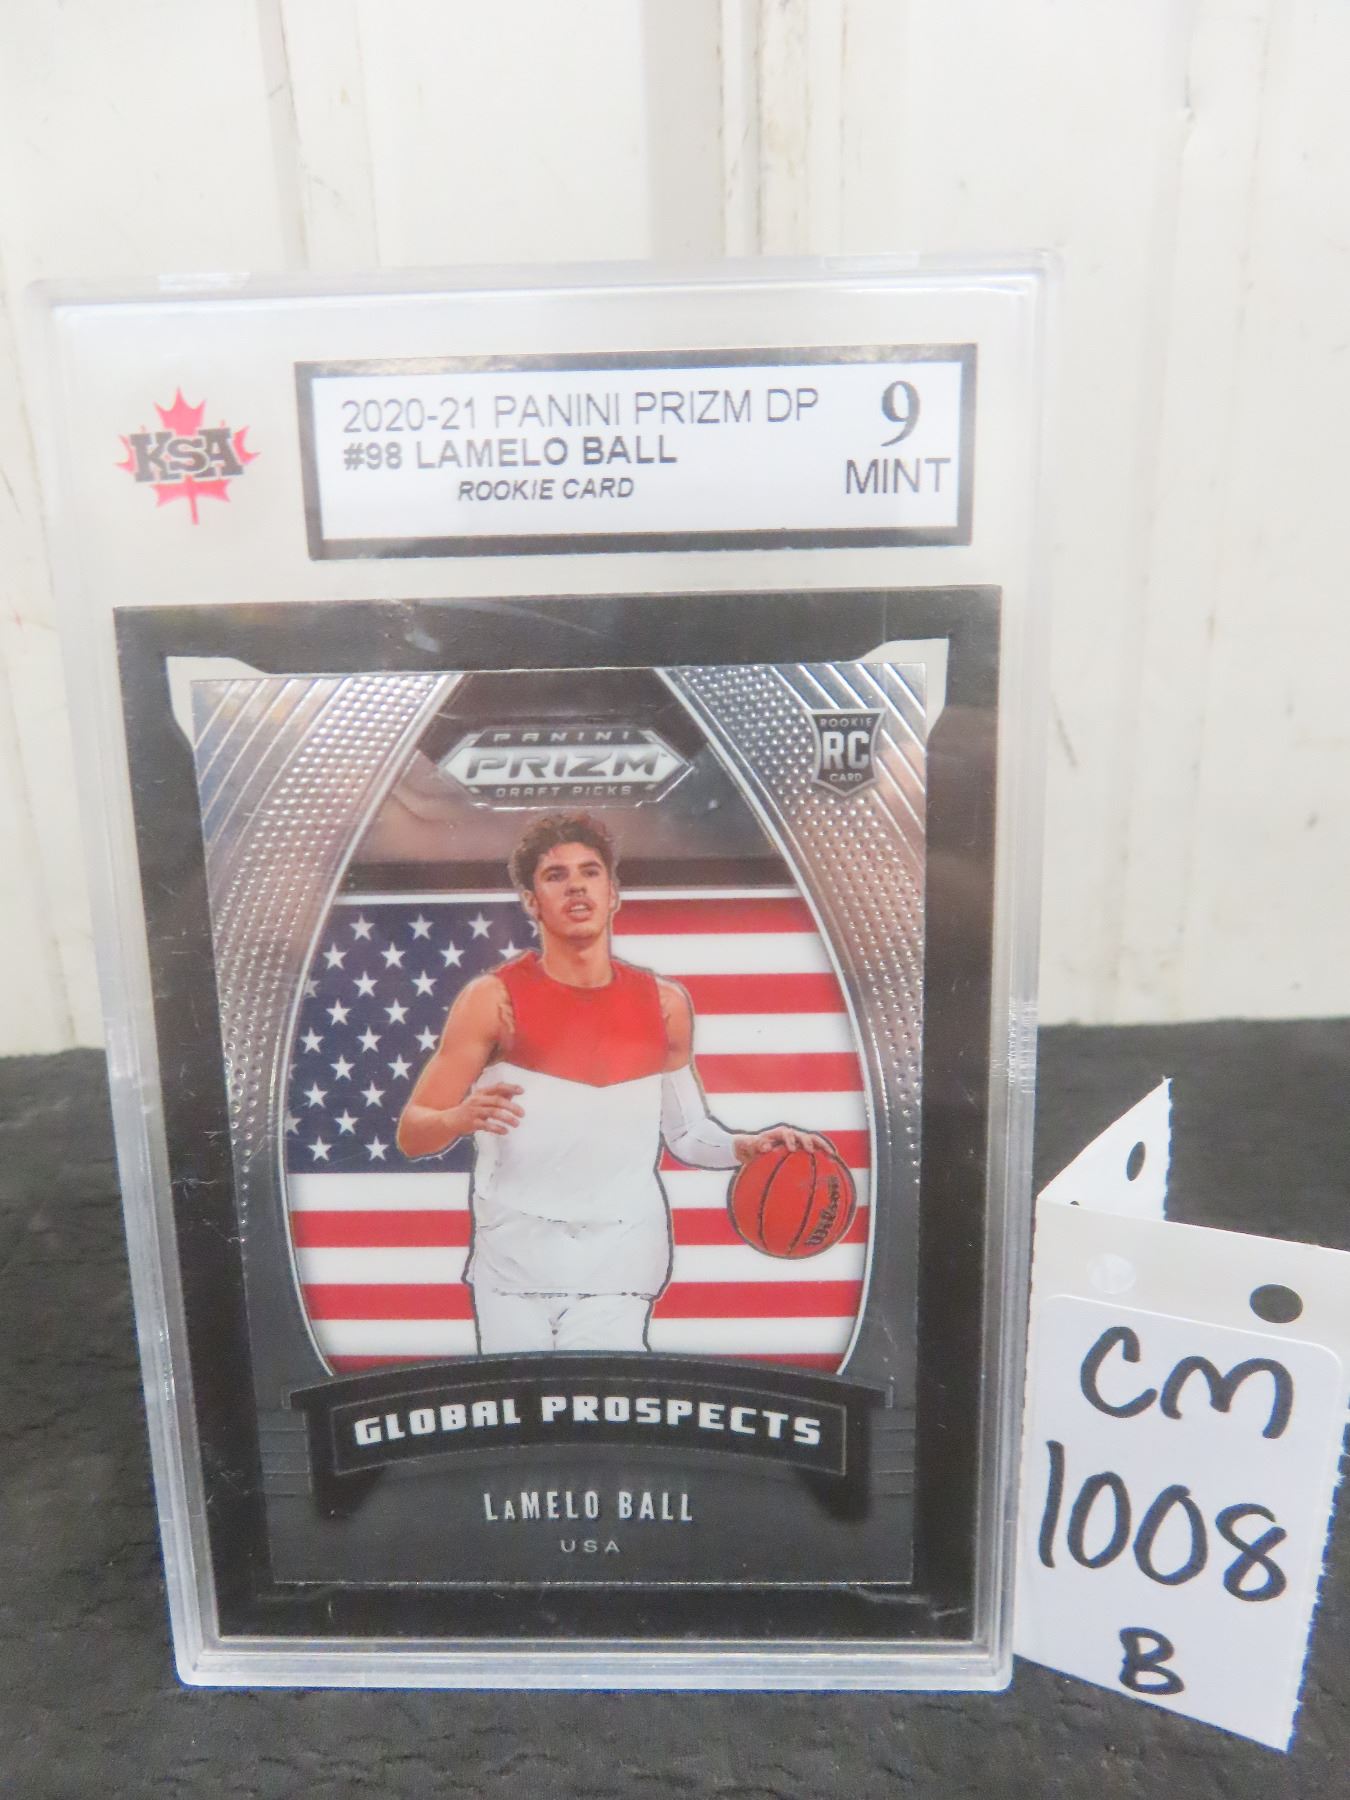 KSA
2020-21 PANINI PRIZM DP
#98 LAMELO BALL
ROOKIE CARD
9
MINT
PANINI
PRIZM
DRAFT PICKS
ROOKIE
RC
CARD
Wilson
GLOBAL PROSPECTS
LAMELO BALL
USA
CM
1008
B